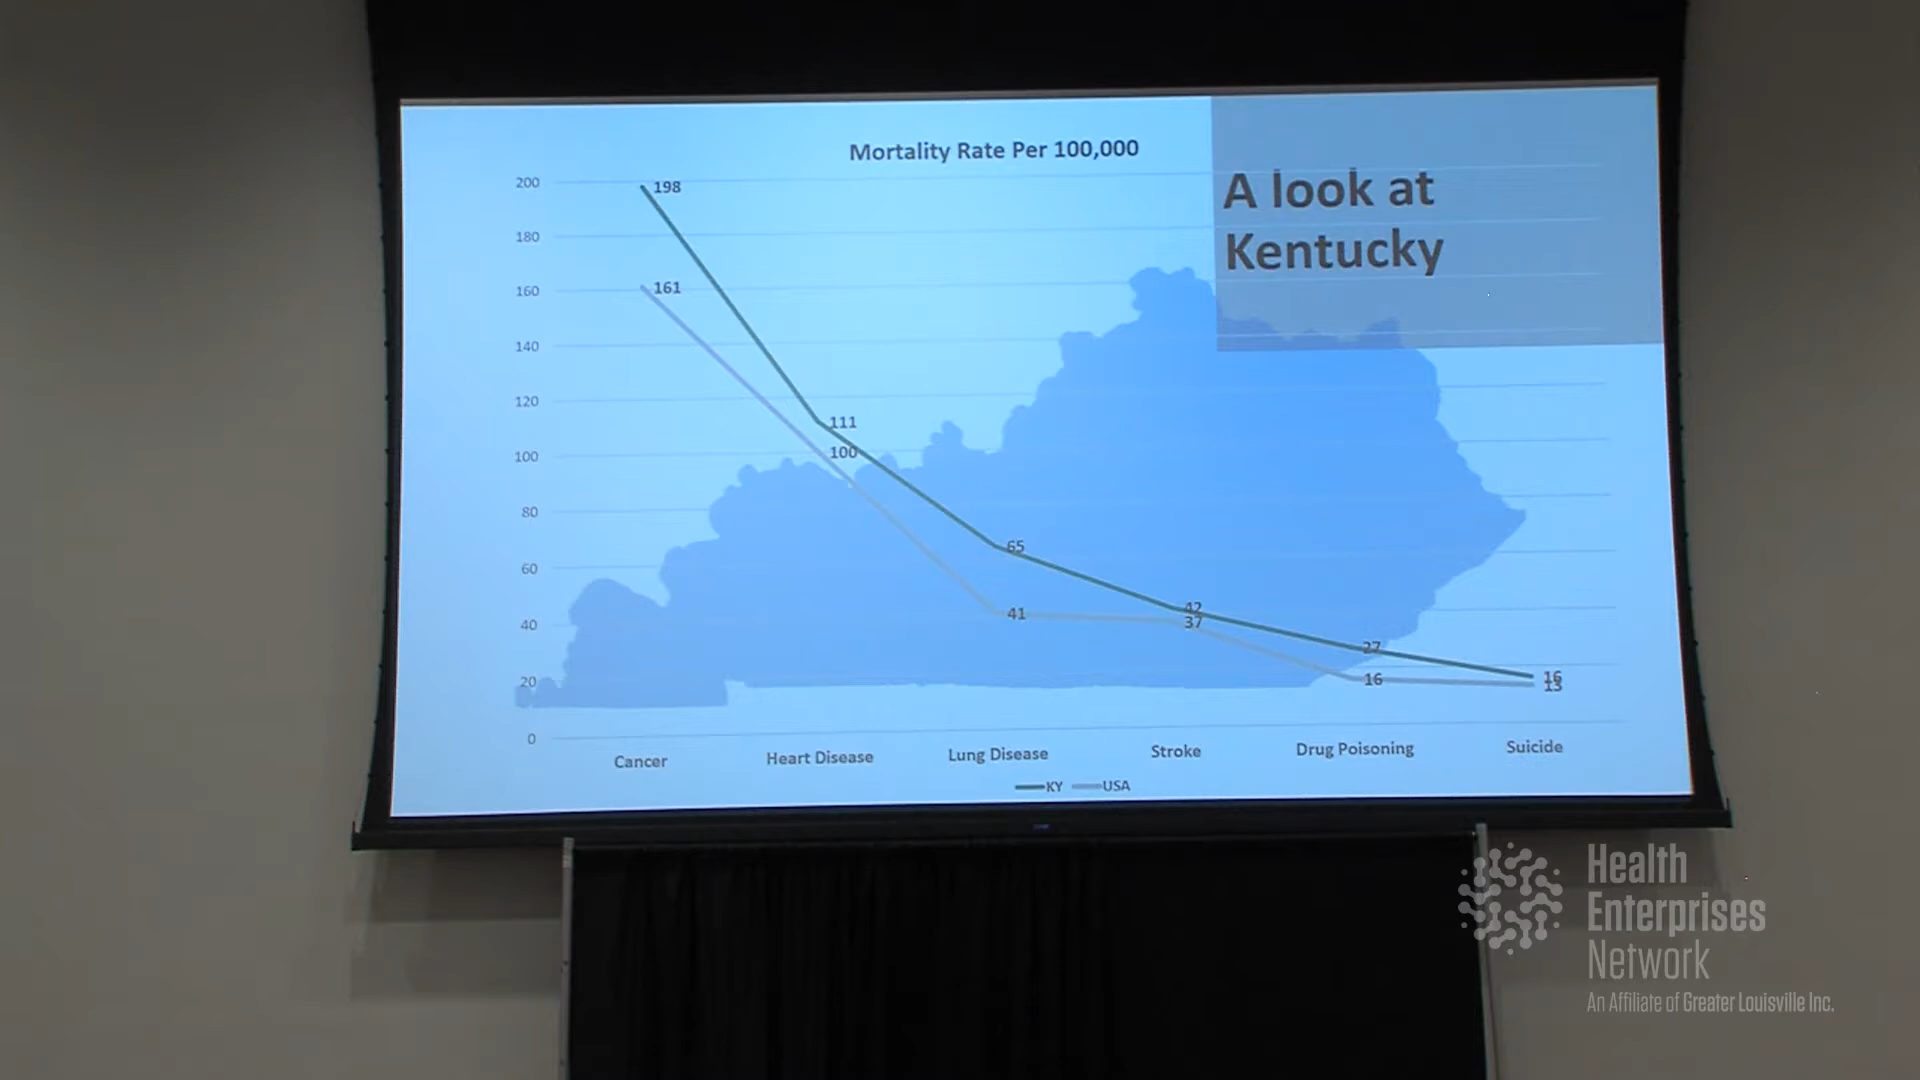 Mortality Rate Per 100,000
A look at
Kentucky
200
180
160
140
120
100
80
60
40
20
0
198
161
111
100
65
41
42
37
27
16
16
13
Cancer
Heart Disease
Lung Disease
Stroke
Drug Poisoning
Suicide
KY
USA
Health
Enterprises
Network
An Affiliate of Greater Louisville Inc.